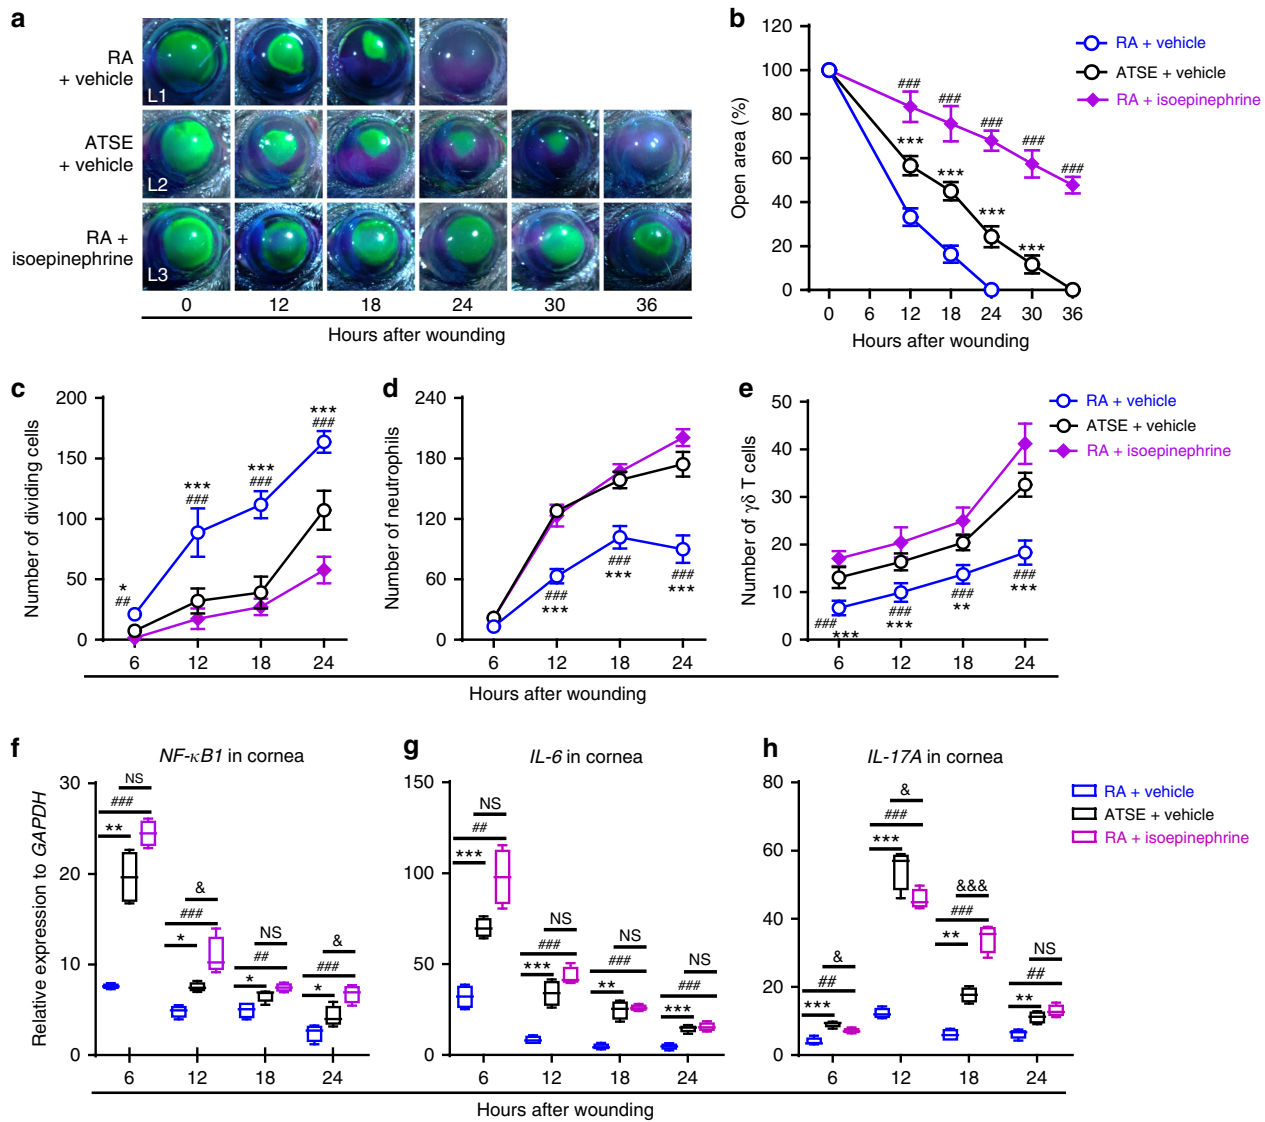 a
RA
+ vehicle
L1
ATSE
+ vehicle
L2
RA +
isoepinephrine
L3
0 12 18 24 30 36
Hours after wounding
b
Open area (%)
120
100
80
60
40
20
0
0 6 12 18 24 30 36
Hours after wounding
### ### ### ### ###
*** *** *** ***
RA + vehicle
ATSE + vehicle
RA + isoepinephrine
c
Number of dividing cells
200
150
100
50
0
6 12 18 24
*
##
***
###
***
###
***
###
d
Number of neutrophils
240
180
120
60
0
6 12 18 24
###
***
###
***
###
***
e
Number of γδ T cells
50
40
30
20
10
0
6 12 18 24
###
***
###
***
###
**
###
***
RA + vehicle
ATSE + vehicle
RA + isoepinephrine
Hours after wounding
f
NF-κB1 in cornea
Relative expression to GAPDH
30
20
10
0
6 12 18 24
NS
###
**
&
###
*
NS
##
*
&
###
*
g
IL-6 in cornea
150
100
50
0
6 12 18 24
NS
##
***
NS
###
***
NS
###
**
NS
###
***
h
IL-17A in cornea
80
60
40
20
0
6 12 18 24
&
##
***
&
###
***
&&&
###
**
NS
##
**
RA + vehicle
ATSE + vehicle
RA + isoepinephrine
Hours after wounding